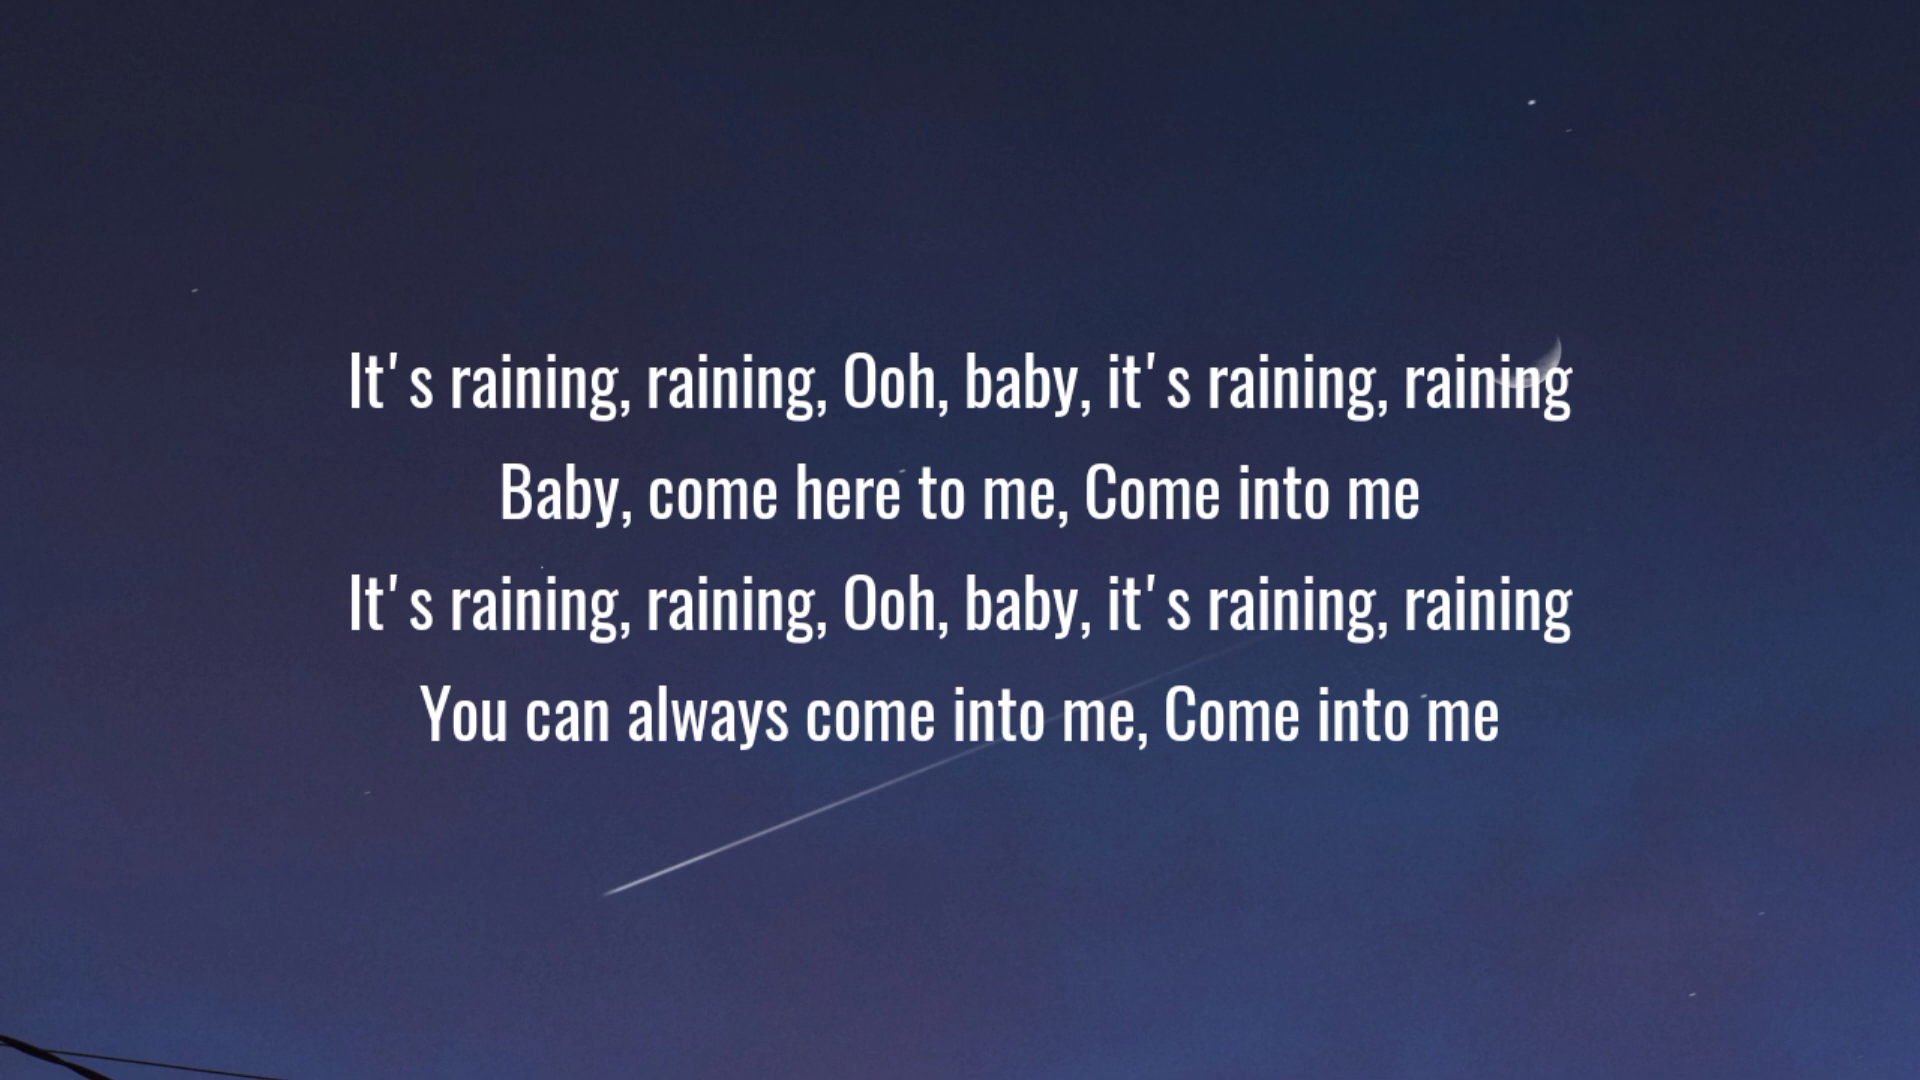 It's raining, raining, Ooh, baby, it's raining, raining
Baby, come here to me, Come into me
It's raining, raining, Ooh, baby, it's raining, raining
You can always come into me, Come into me